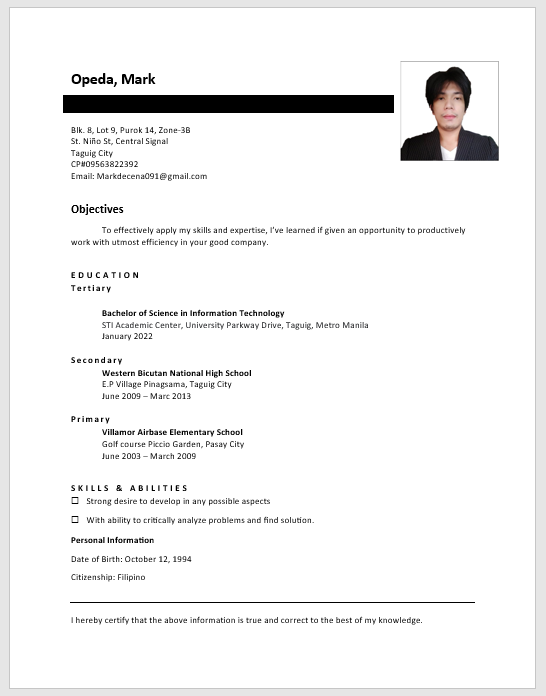 Opeda, Mark
Blk. 8, Lot 9, Purok 14, Zone-3B
St. Niño St, Central Signal
Taguig City
CP#09563822392
Email: Markdecena091@gmail.com
Objectives
To effectively apply my skills and expertise, I've learned if given an opportunity to productively
work with utmost efficiency in your good company.
EDUCATION
Tertiary
Bachelor of Science in Information Technology
STI Academic Center, University Parkway Drive, Taguig, Metro Manila
January 2022
Secondary
Western Bicutan National High School
E.P Village Pinagsama, Taguig City
June 2009 – Marc 2013
Primary
Villamor Airbase Elementary School
Golf course Piccio Garden, Pasay City
June 2003 – March 2009
SKILLS & ABILITIES
☐ Strong desire to develop in any possible aspects
☐ With ability to critically analyze problems and find solution.
Personal Information
Date of Birth: October 12, 1994
Citizenship: Filipino
I hereby certify that the above information is true and correct to the best of my knowledge.